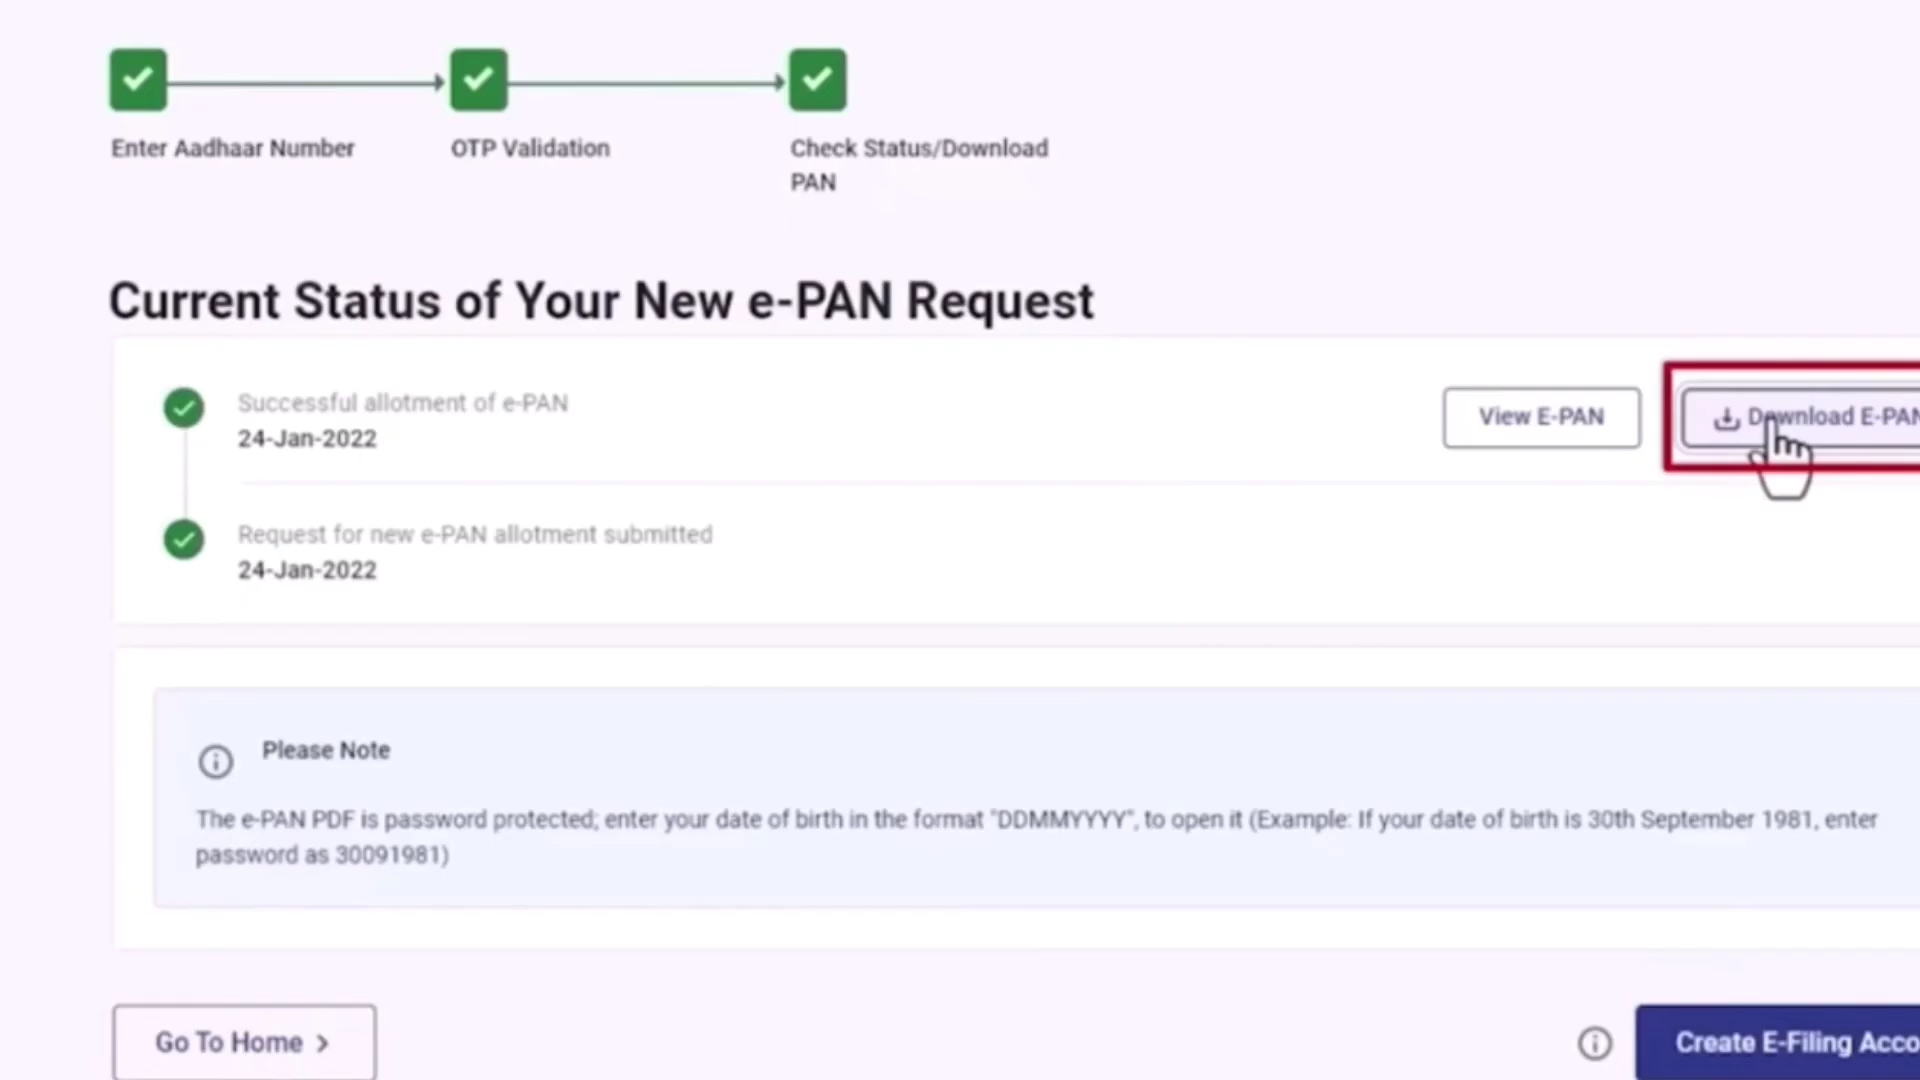 Enter Aadhaar Number
OTP Validation
Check Status/Download
PAN
Current Status of Your New e-PAN Request
Successful allotment of e-PAN
24-Jan-2022
View E-PAN
Download E-PAN
Request for new e-PAN allotment submitted
24-Jan-2022
Please Note
The e-PAN PDF is password protected; enter your date of birth in the format "DDMMYYYY", to open it (Example: If your date of birth is 30th September 1981, enter
password as 30091981)
Go To Home
Create E-Filing Acco